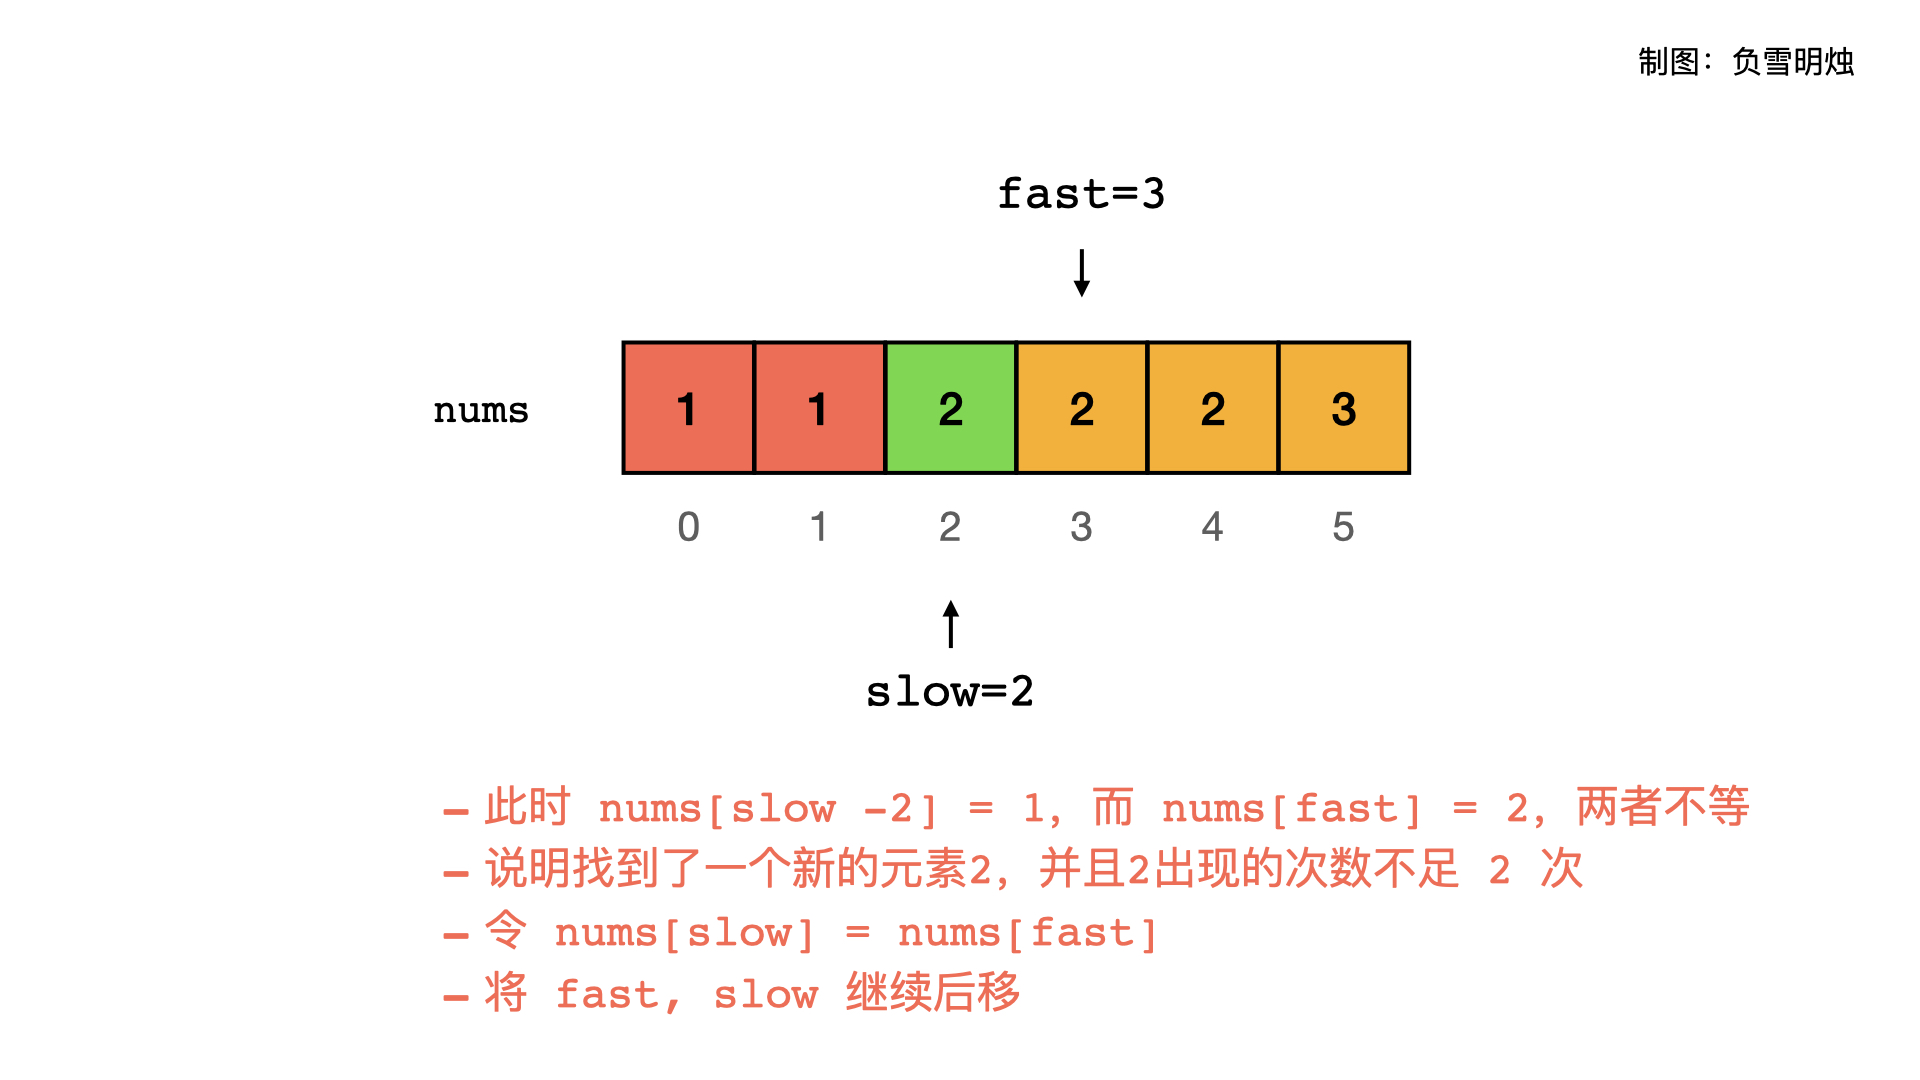 制图：负雪明烛
fast=3
nums
1 1 2 2 2 3
0 1 2 3 4 5
slow=2
- 此时 nums[slow -2] = 1，而 nums[fast] = 2，两者不等
- 说明找到了一个新的元素2，并且2出现的次数不足 2 次
- 令 nums[slow] = nums[fast]
- 将 fast, slow 继续后移